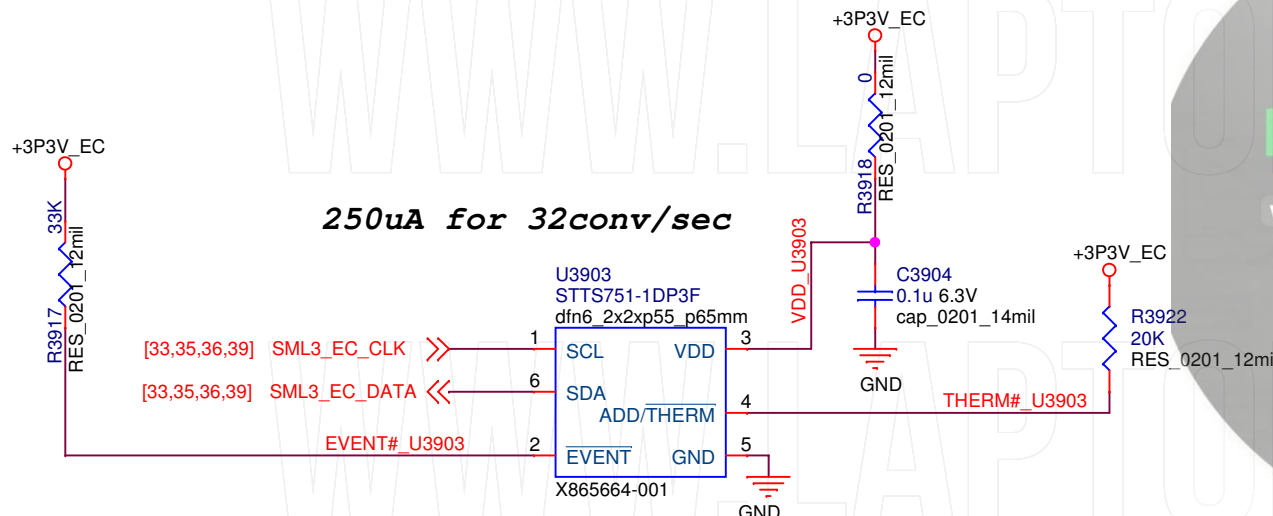 +3P3V_EC
0
RES_0201_12mil
R3918
+3P3V_EC
33K
RES_0201_12mil
R3917
250uA for 32conv/sec
VDD_U3903
+3P3V_EC
C3904
0.1u 6.3V
cap_0201_14mil
GND
R3922
20K
RES_0201_12mi
U3903
STTS751-1DP3F
dfn6_2x2xp55_p65mm
[33,35,36,39] SML3_EC_CLK 1 SCL VDD 3
[33,35,36,39] SML3_EC_DATA 6 SDA
ADD/THERM 4 THERM#_U3903
EVENT#_U3903 2 EVENT GND 5
X865664-001
GND
WWW.LAPTO